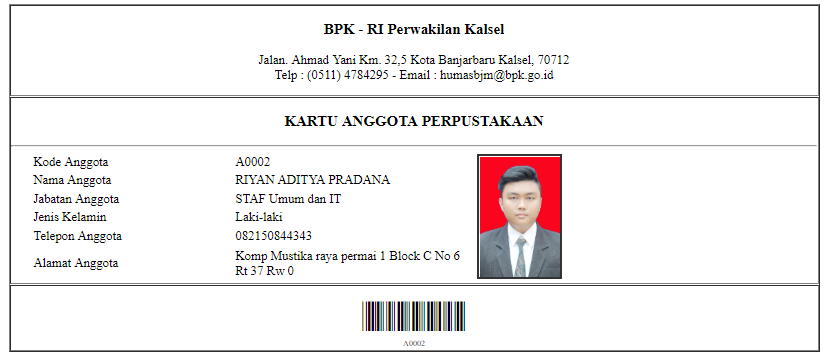 BPK - RI Perwakilan Kalsel
Jalan. Ahmad Yani Km. 32,5 Kota Banjarbaru Kalsel, 70712
Telp : (0511) 4784295 - Email : humasbjm@bpk.go.id
KARTU ANGGOTA PERPUSTAKAAN
Kode Anggota A0002
Nama Anggota RIYAN ADITYA PRADANA
Jabatan Anggota STAF Umum dan IT
Jenis Kelamin Laki-laki
Telepon Anggota 082150844343
Alamat Anggota Komp Mustika raya permai 1 Block C No 6
Rt 37 Rw 0
A0002